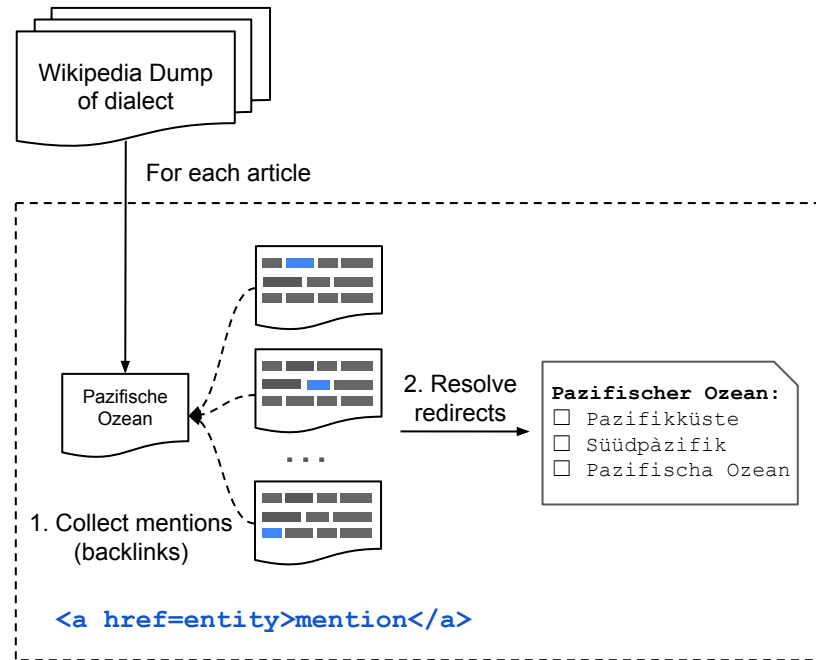 Wikipedia Dump
of dialect
For each article
Pazifische
Ozean
2. Resolve
redirects
Pazifischer Ozean:
☐ Pazifikküste
☐ Süüdpàzifik
☐ Pazifischa Ozean
...
1. Collect mentions
(backlinks)
<a href=entity>mention</a>